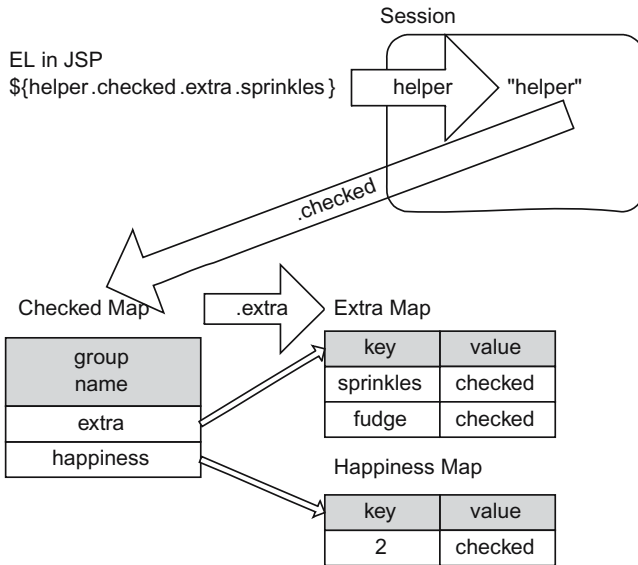 Session
EL in JSP
${helper.checked.extra.sprinkles}
helper
"helper"
.checked
Checked Map
.extra
Extra Map
group
name
extra
happiness
key value
sprinkles checked
fudge checked
Happiness Map
key value
2 checked